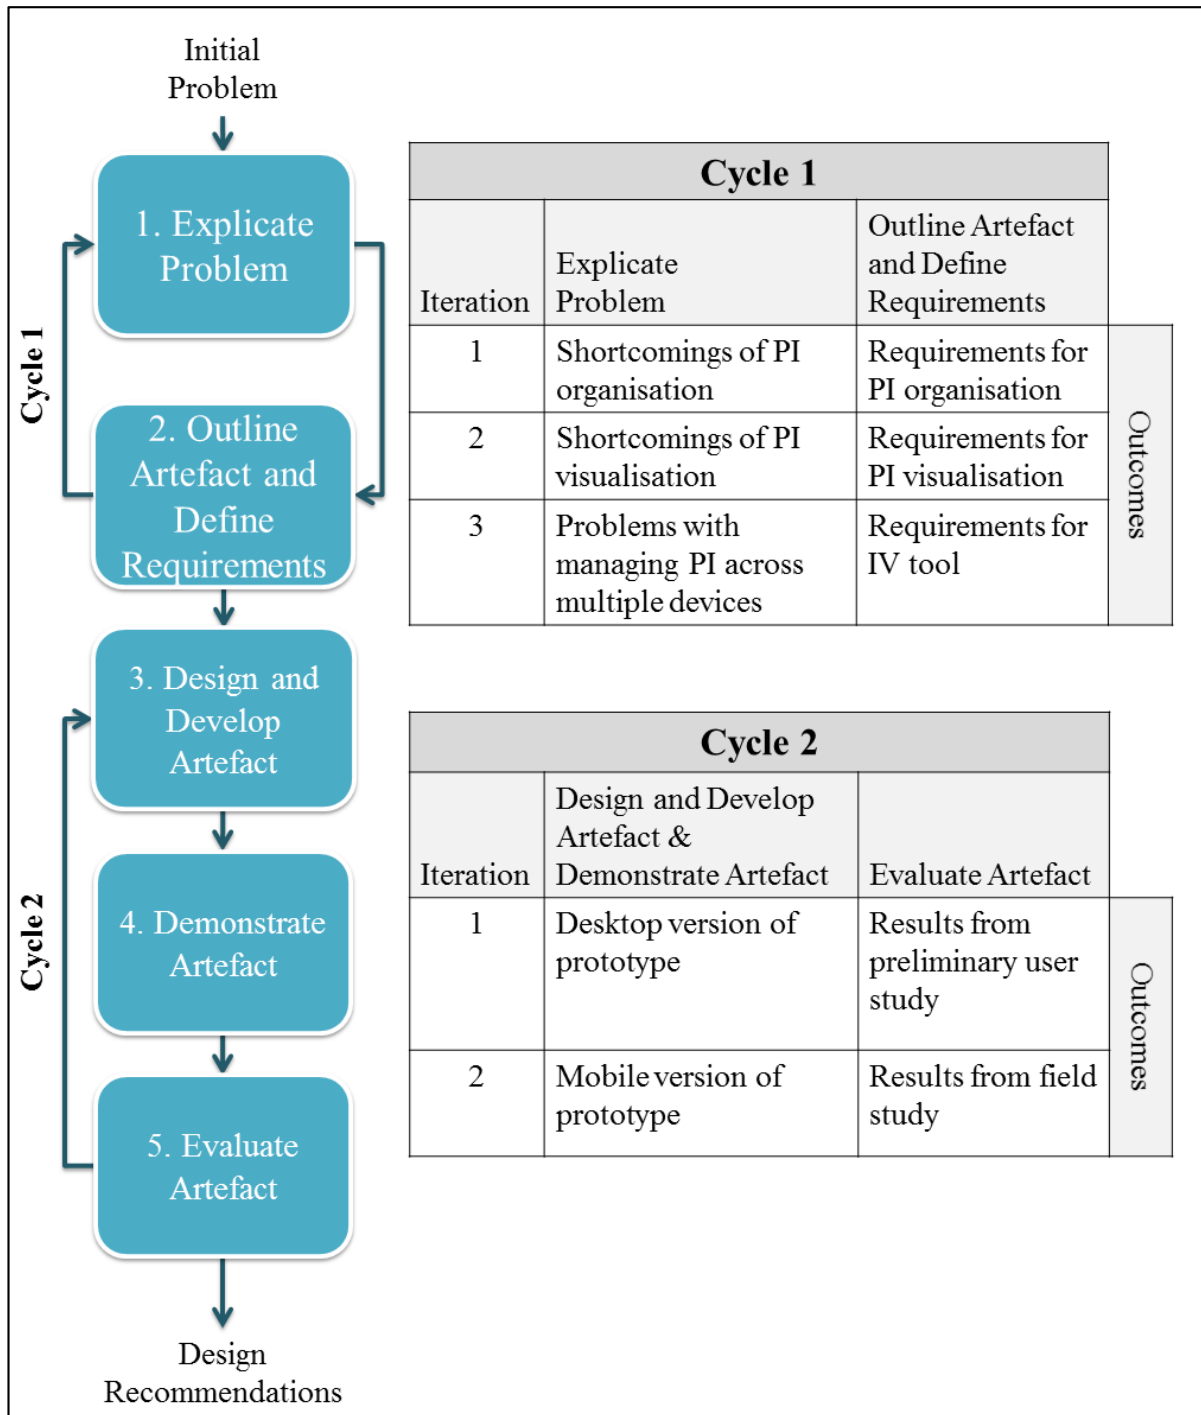 Initial
Problem
1. Explicate
Problem
Cycle 1
2. Outline
Artefact and
Define
Requirements
3. Design and
Develop
Artefact
Cycle 2
4. Demonstrate
Artefact
5. Evaluate
Artefact
Design
Recommendations
Cycle 1
Iteration
Explicate
Problem
Outline Artefact
and Define
Requirements
1
Shortcomings of PI
organisation
Requirements for
PI organisation
2
Shortcomings of PI
visualisation
Requirements for
PI visualisation
3
Problems with
managing PI across
multiple devices
Requirements for
IV tool
Outcomes
Cycle 2
Iteration
Design and Develop
Artefact &
Demonstrate Artefact
Evaluate Artefact
1
Desktop version of
prototype
Results from
preliminary user
study
2
Mobile version of
prototype
Results from field
study
Outcomes